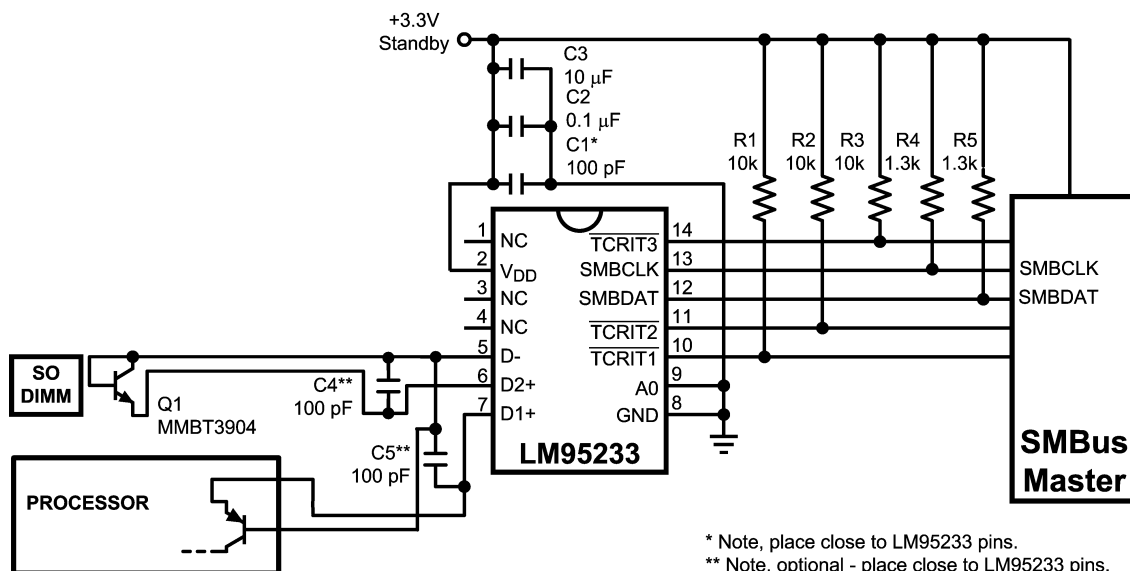 +3.3V
Standby
C3
10 μF
C2
0.1 μF
C1*
100 pF
R1
10k
R2
10k
R3
10k
R4
1.3k
R5
1.3k
1
NC
2
VDD
3
NC
4
NC
5
D-
6
D2+
7
D1+
TCRIT3
14
SMBCLK
13
SMBDAT
12
TCRIT2
11
TCRIT1
10
A0
9
GND
8
LM95233
SMBCLK
SMBDAT
SMBus
Master
SO
DIMM
Q1
MMBT3904
C4**
100 pF
C5**
100 pF
PROCESSOR
* Note, place close to LM95233 pins.
** Note, optional - place close to LM95233 pins.